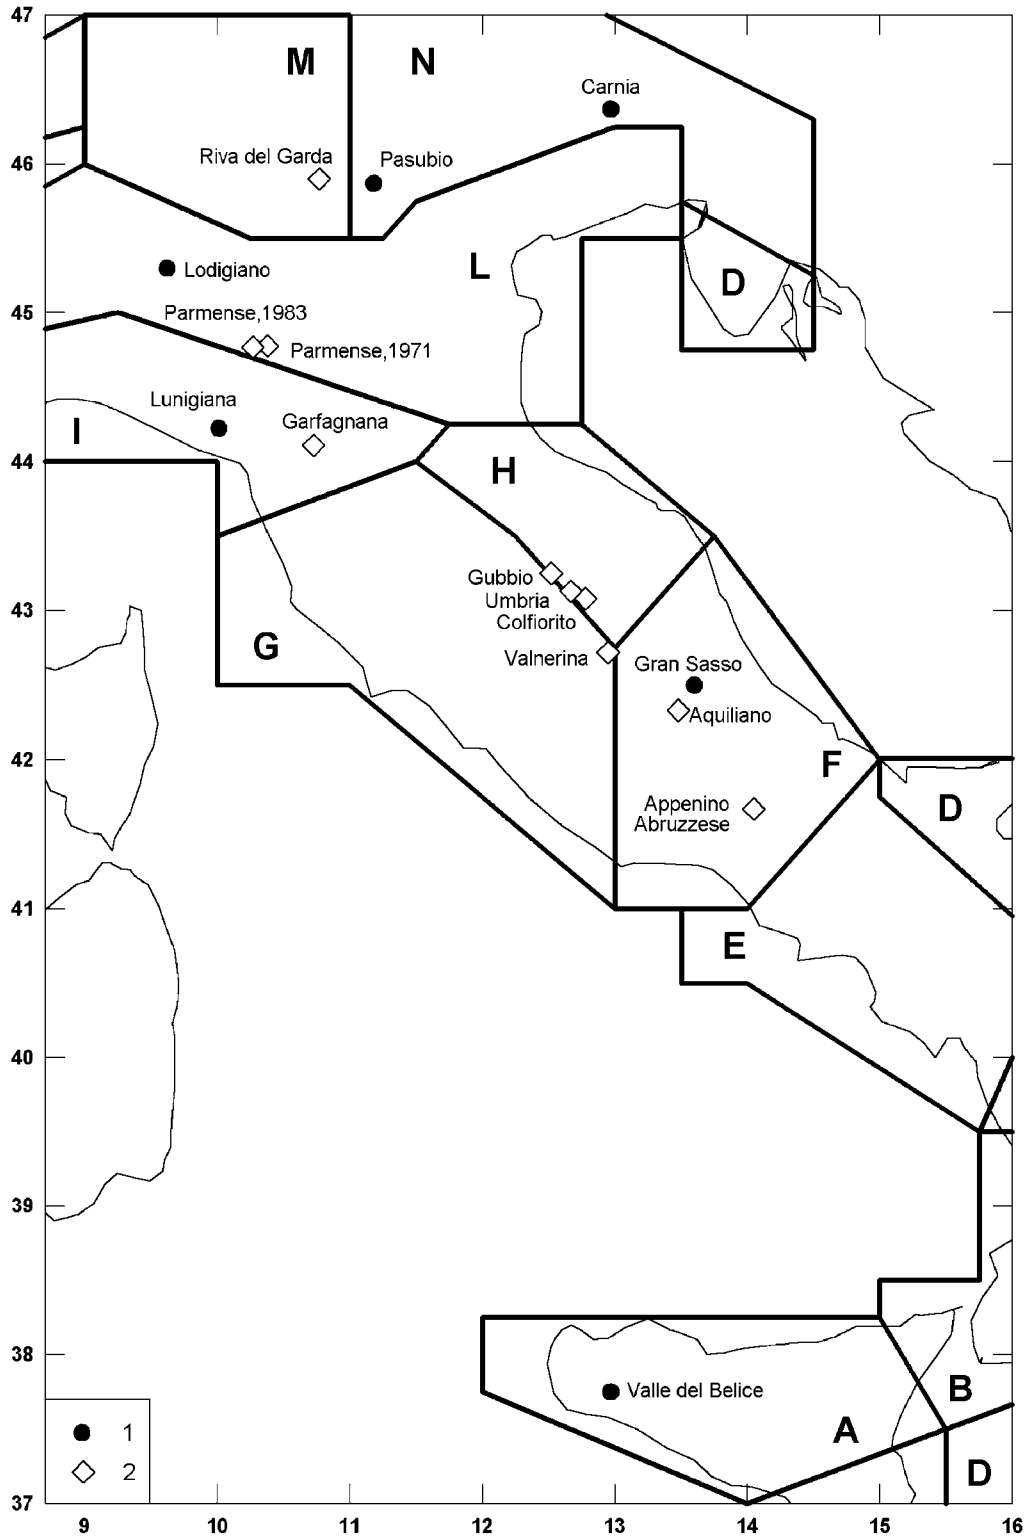 47
M
N
Carnia
46
Riva del Garda
Pasubio
L
Lodigiano
D
45
Parmense,1983
Parmense,1971
Lunigiana
Garfagnana
I
44
H
Gubbio
Umbria
Colfiorito
43
G
Valnerina
Gran Sasso
Aquiliano
42
F
Appenino
Abruzzese
D
41
E
40
39
38
Valle del Belice
B
A
1
2
D
37
9 10 11 12 13 14 15 16